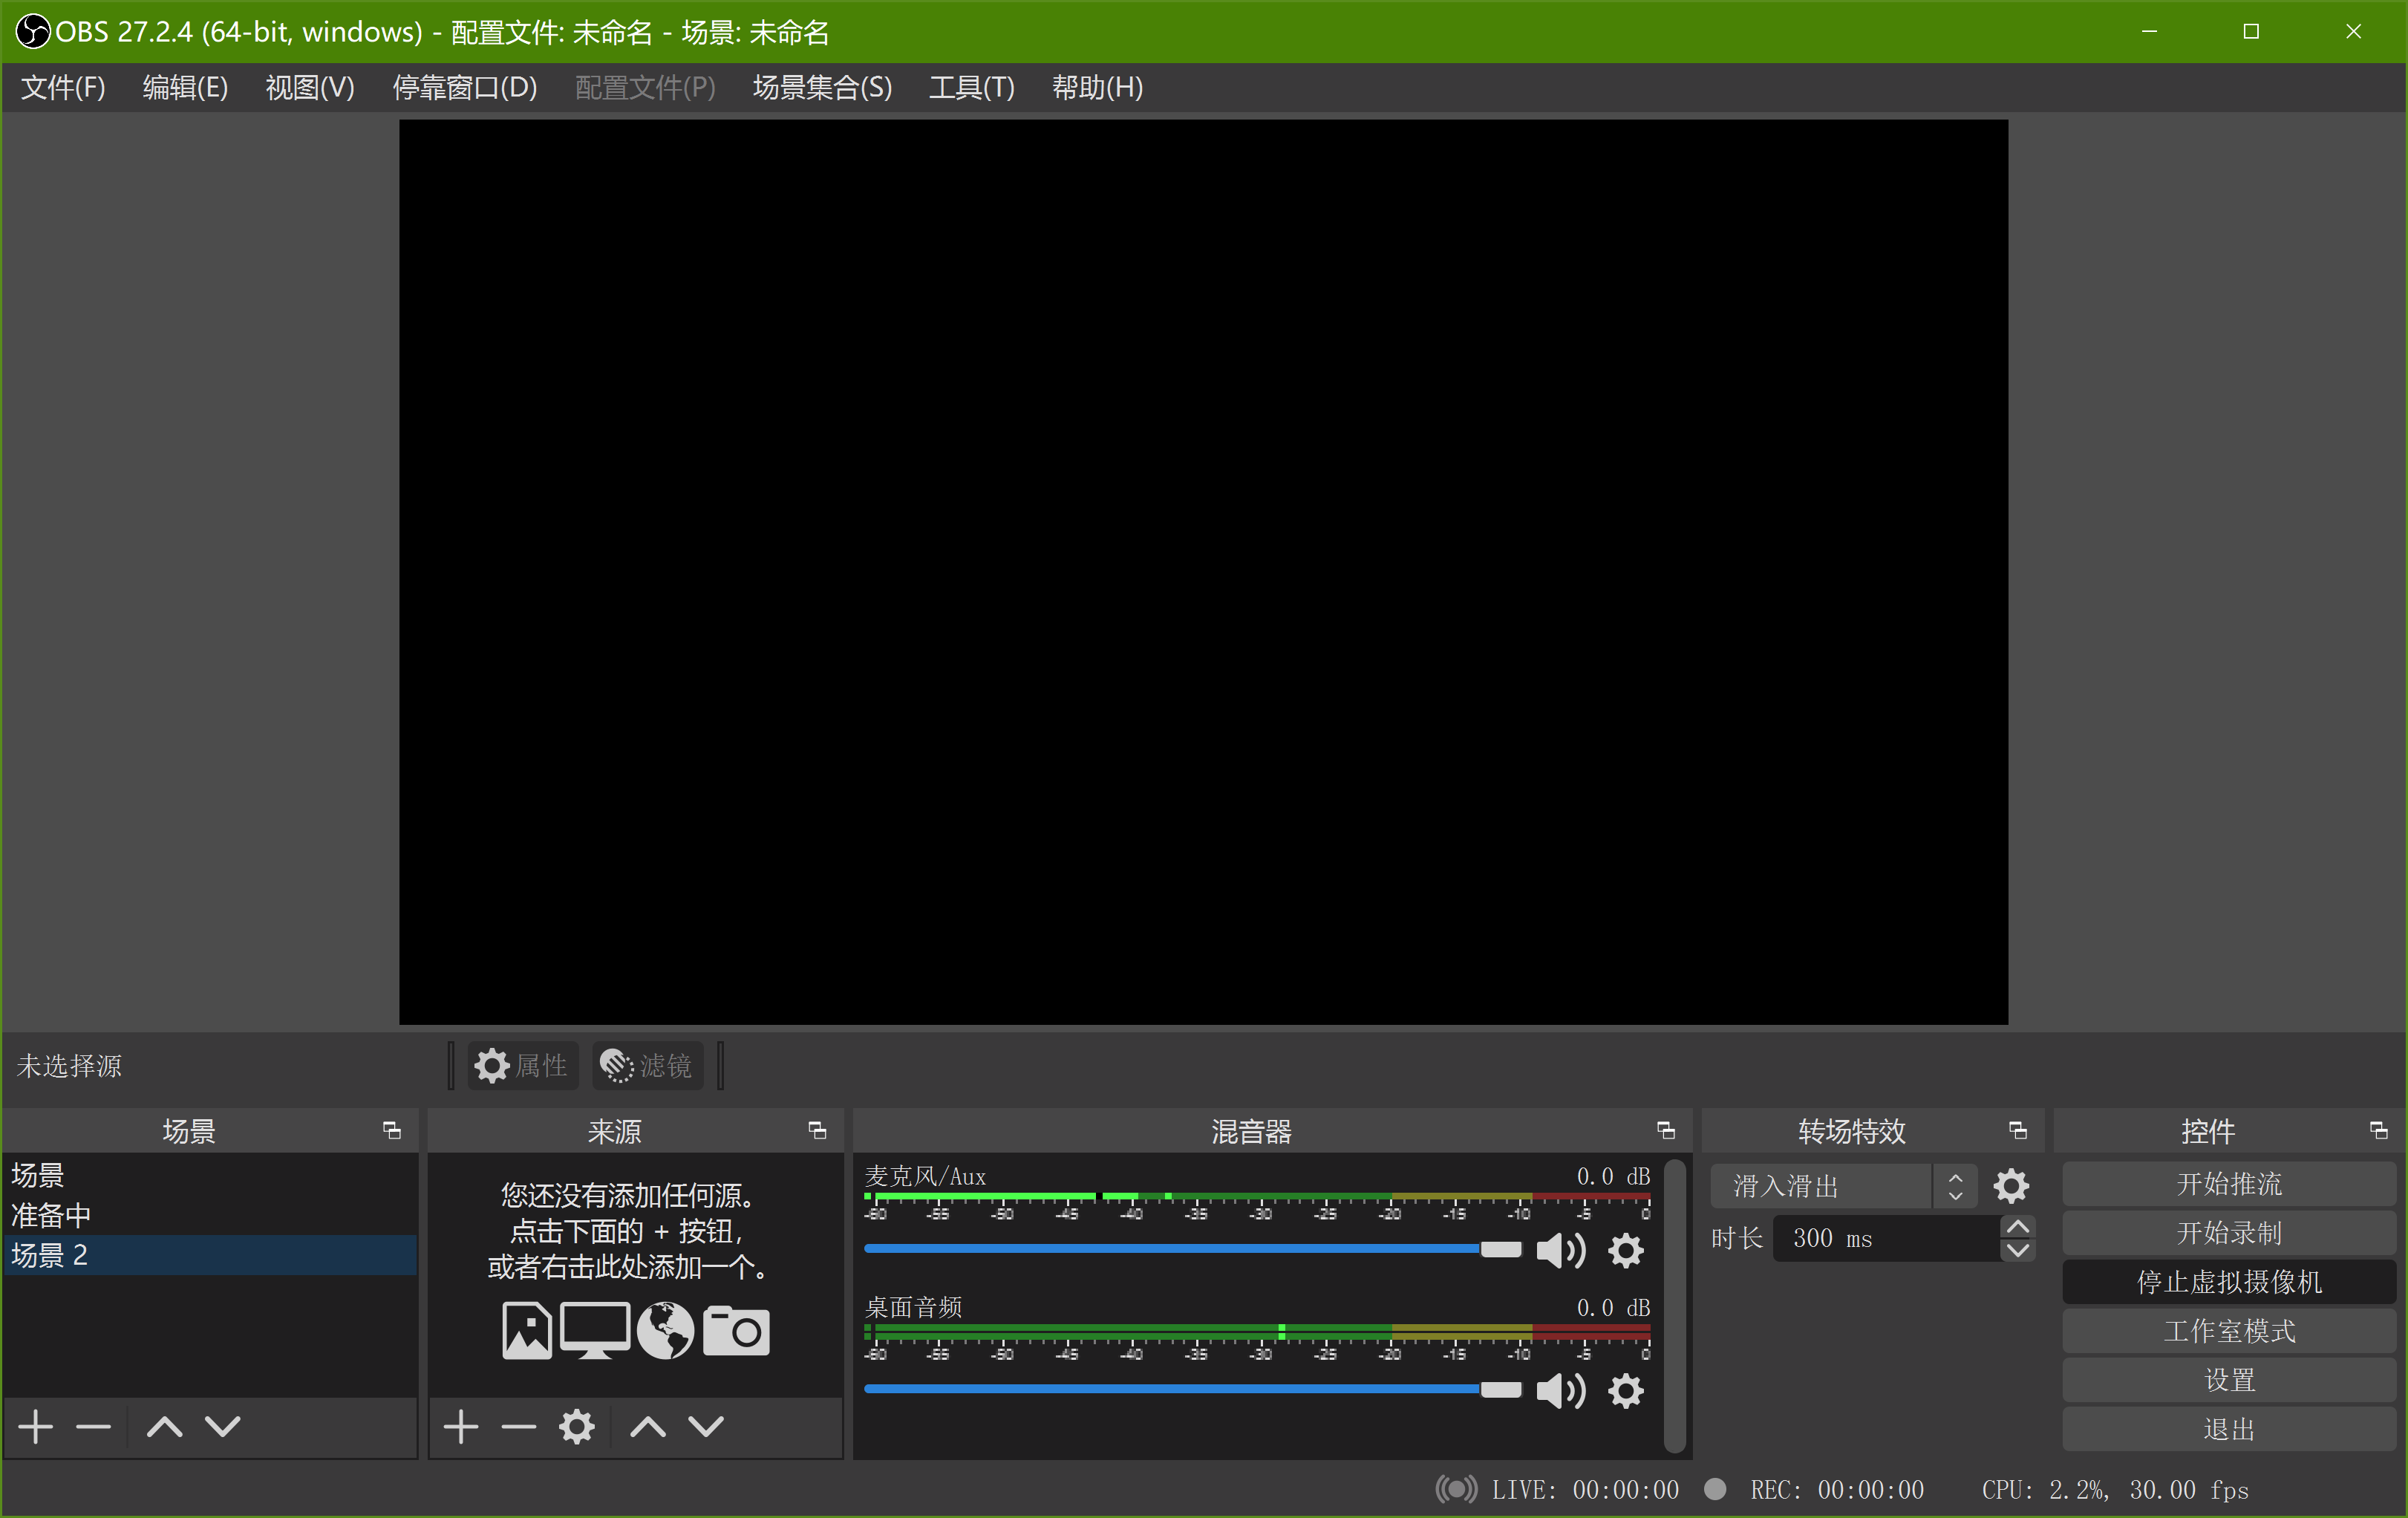 OBS 27.2.4 (64-bit, windows) - 配置文件: 未命名 - 场景: 未命名
文件(F) 编辑(E) 视图(V) 停靠窗口(D) 配置文件(P) 场景集合(S) 工具(T) 帮助(H)
未选择源 属性 滤镜
场景
场景
准备中
场景 2
来源
您还没有添加任何源。
点击下面的 + 按钮，
或者右击此处添加一个。
混音器
麦克风/Aux 0.0 dB
-60 -55 -50 -45 -40 -35 -30 -25 -20 -15 -10 -5 0
桌面音频 0.0 dB
-60 -55 -50 -45 -40 -35 -30 -25 -20 -15 -10 -5 0
转场特效
滑入滑出
时长 300 ms
控件
开始推流
开始录制
停止虚拟摄像机
工作室模式
设置
退出
LIVE: 00:00:00 REC: 00:00:00 CPU: 2.2%, 30.00 fps